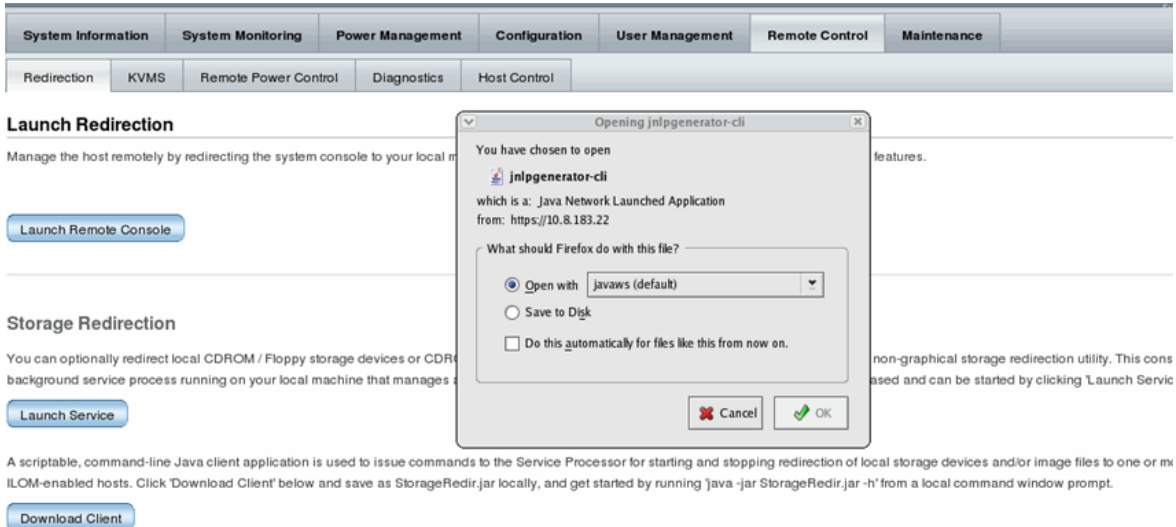 System Information
System Monitoring
Power Management
Configuration
User Management
Remote Control
Maintenance
Redirection
KVMS
Remote Power Control
Diagnostics
Host Control
Launch Redirection
Manage the host remotely by redirecting the system console to your local m
features.
Launch Remote Console
Opening jnlpgenerator-cli
You have chosen to open
jnlpgenerator-cli
which is a: Java Network Launched Application
from: https://10.8.183.22
What should Firefox do with this file?
Open with
javaws (default)
Save to Disk
Do this automatically for files like this from now on.
Cancel
OK
Storage Redirection
You can optionally redirect local CDROM / Floppy storage devices or CDR
non-graphical storage redirection utility. This cons
background service process running on your local machine that manages
ased and can be started by clicking 'Launch Servic
Launch Service
A scriptable, command-line Java client application is used to issue commands to the Service Processor for starting and stopping redirection of local storage devices and/or image files to one or mo
ILOM-enabled hosts. Click 'Download Client' below and save as StorageRedir.jar locally, and get started by running 'java -jar StorageRedir.jar -h' from a local command window prompt.
Download Client